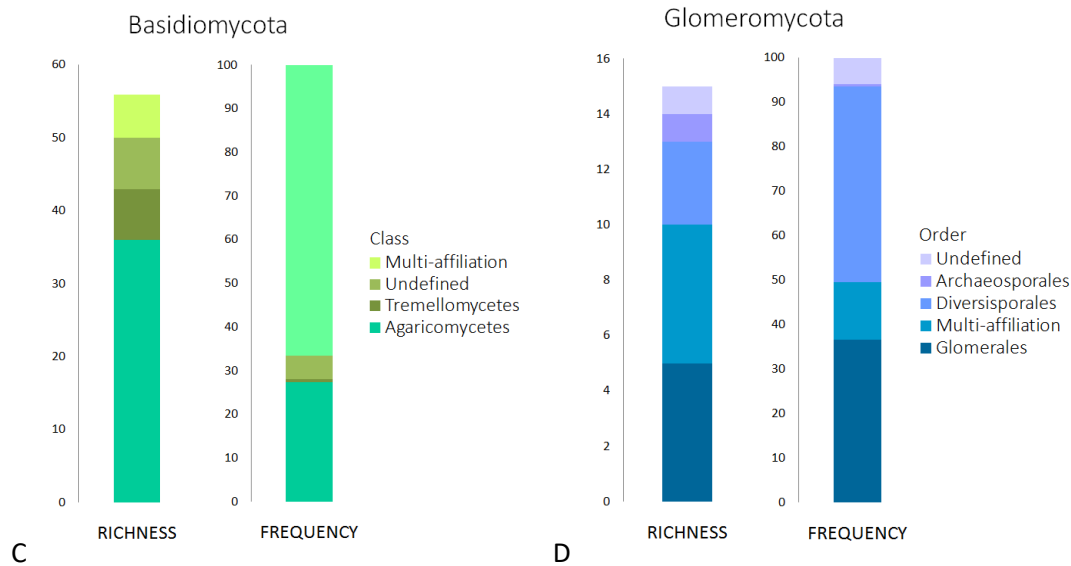 Basidiomycota
60
50
40
30
20
10
0
RICHNESS
100
90
80
70
60
50
40
30
20
10
0
FREQUENCY
Class
Multi-affiliation
Undefined
Tremellomycetes
Agaricomycetes
C
Glomeromycota
16
14
12
10
8
6
4
2
0
RICHNESS
100
90
80
70
60
50
40
30
20
10
0
FREQUENCY
Order
Undefined
Archaeosporales
Diversisporales
Multi-affiliation
Glomerales
D